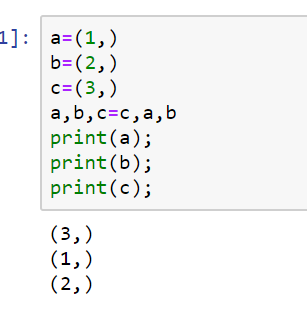 1]:
a=(1,)
b=(2,)
c=(3,)
a,b,c=c,a,b
print(a);
print(b);
print(c);
(3,)
(1,)
(2,)